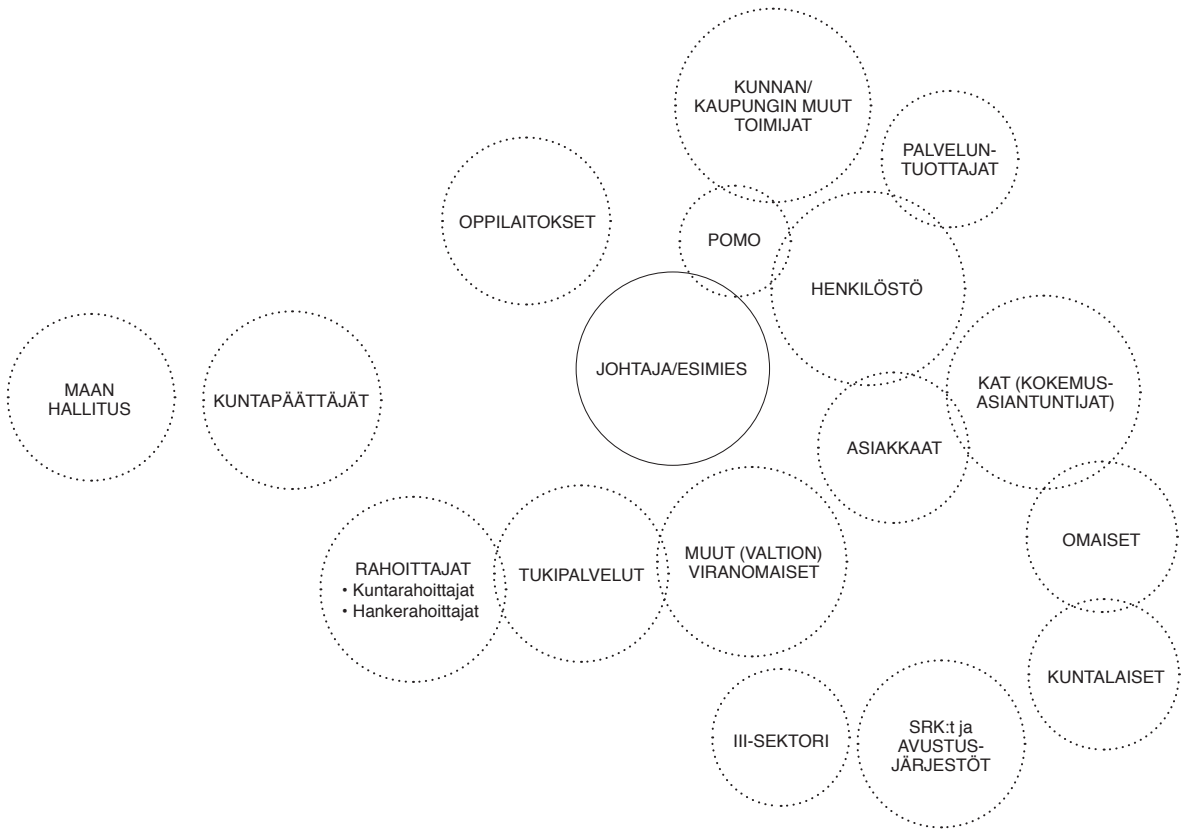 KUNNAN/
KAUPUNGIN MUUT
TOIMIJAT
PALVELUN-
TUOTTAJAT
OPPILAITOKSET
POMO
HENKILÖSTÖ
JOHTAJA/ESIMIES
MAAN
HALLITUS
KUNTAPÄÄTTÄJÄT
KAT (KOKEMUS-
ASIANTUNTIJAT)
ASIAKKAAT
OMAISET
RAHOITTAJAT
• Kuntarahoittajat
• Hankerahoittajat
TUKIPALVELUT
MUUT (VALTION)
VIRANOMAISET
KUNTALAISET
III-SEKTORI
SRK:t ja
AVUSTUS-
JÄRJESTÖT